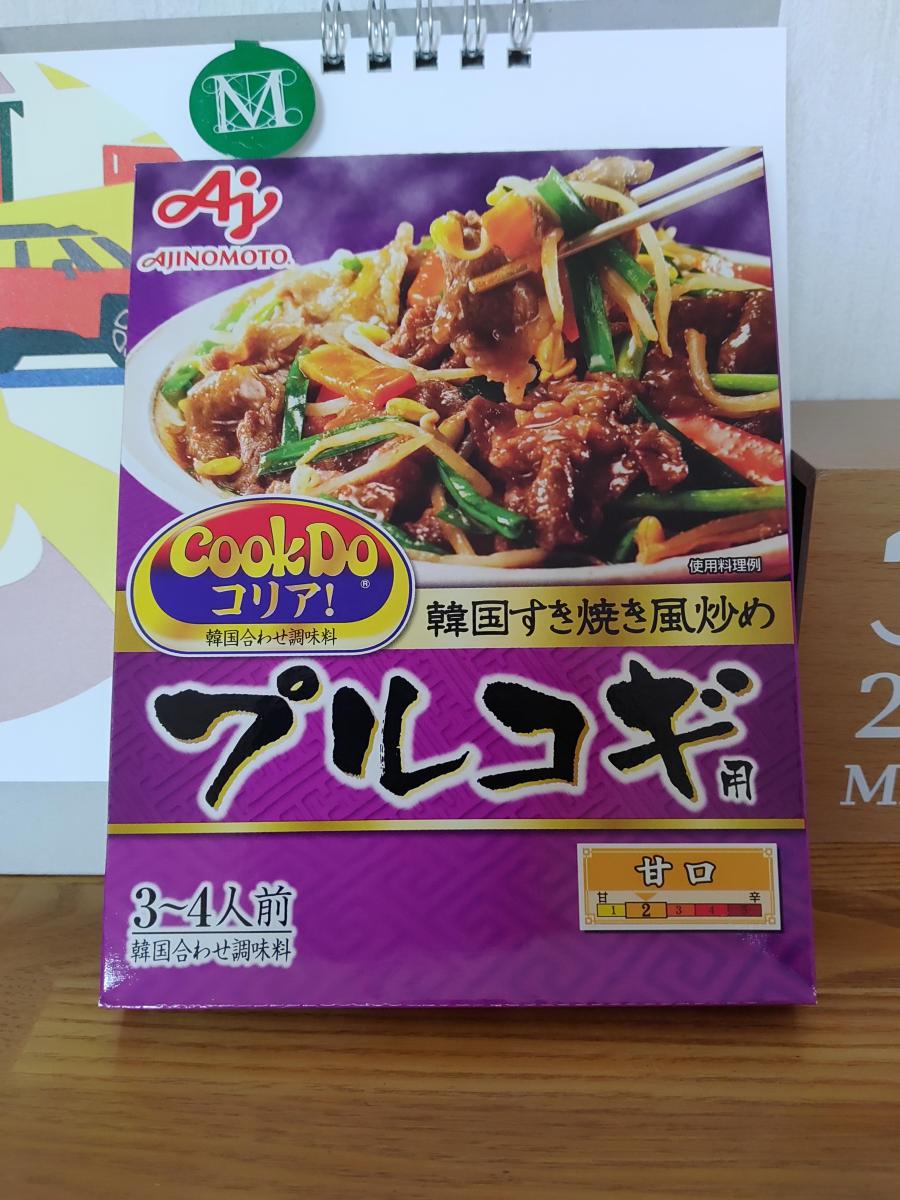 M
Aj
AJINOMOTO®
使用料理例
CookDo®
コリア!
韓国合わせ調味料
韓国すき焼き風炒め
プルコギ用
甘口
甘 辛
1 2 3 4 5
3~4人前
韓国合わせ調味料
2
M